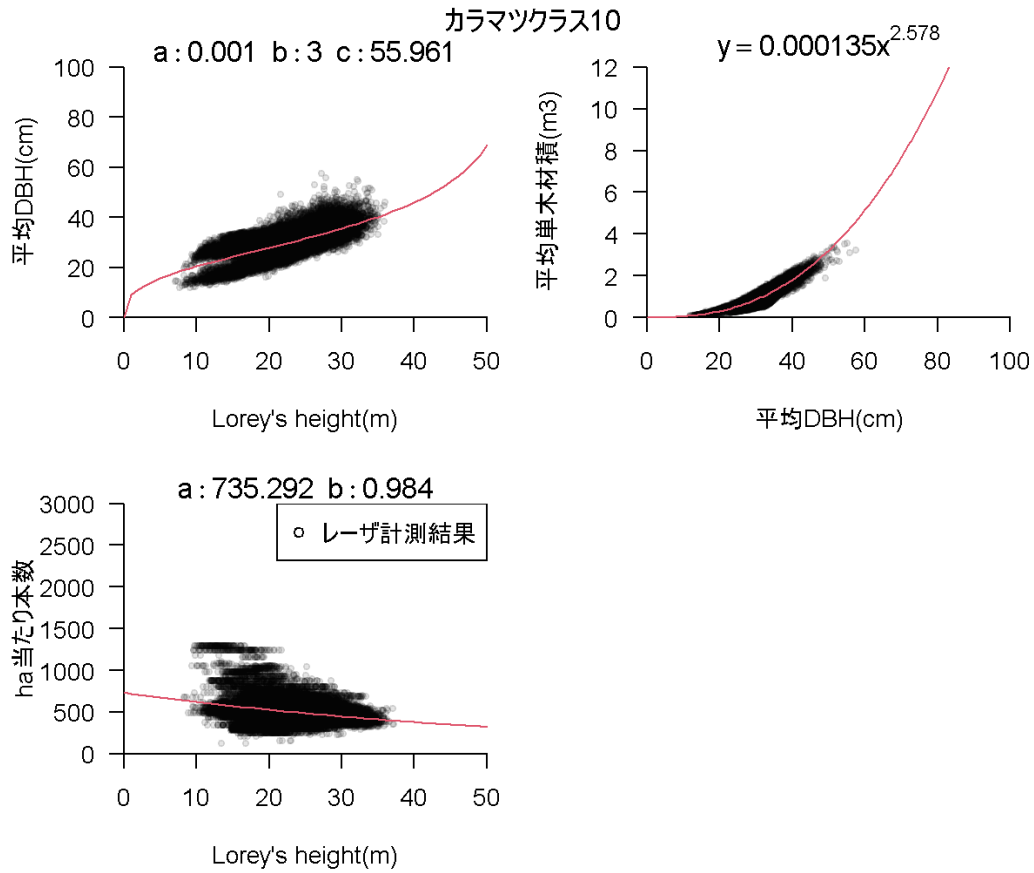 カラマツクラス10
a : 0.001 b : 3 c : 55.961
平均DBH(cm)
100
80
60
40
20
0
0 10 20 30 40 50
Lorey's height(m)
y = 0.000135x^2.578
平均単木材積(m3)
12
10
8
6
4
2
0
0 20 40 60 80 100
平均DBH(cm)
a : 735.292 b : 0.984
ha当たり本数
3000
2500
2000
1500
1000
500
0
レーザ計測結果
0 10 20 30 40 50
Lorey's height(m)